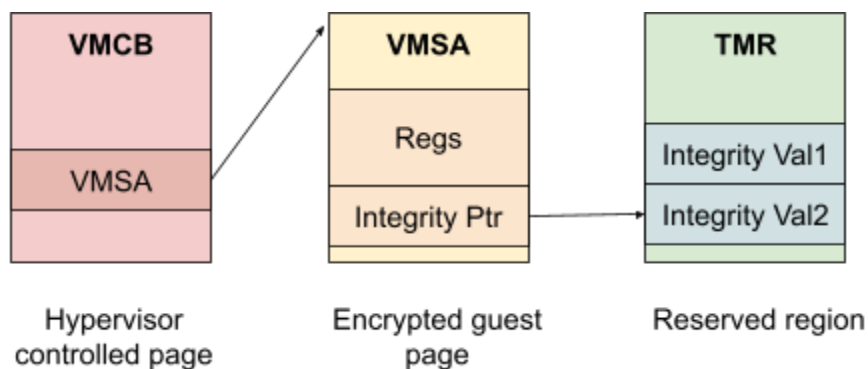 VMCB
VMSA
Hypervisor
controlled page
VMSA
Regs
Integrity Ptr
Encrypted guest
page
TMR
Integrity Val1
Integrity Val2
Reserved region